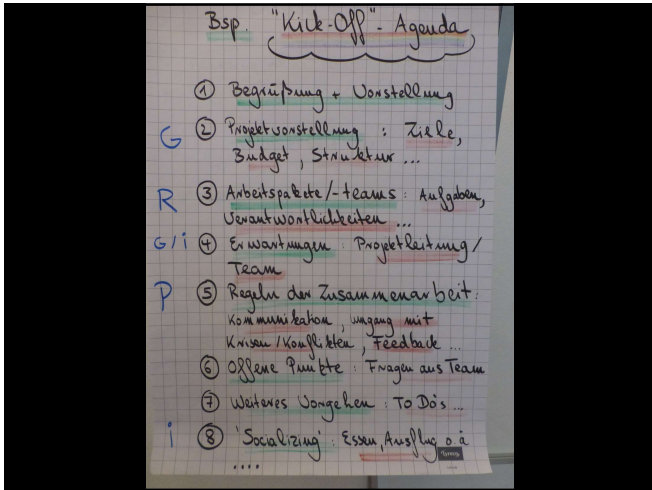 Bsp. "Kick-Off"-Agenda
① Begrüßung + Vorstellung
G ② Projektvorstellung : Ziele,
Budget, Struktur ...
R ③ Arbeitspakete/-teams: Aufgaben,
Verantwortlichkeiten ...
G/i ④ Erwartungen : Projektleitung/
Team
P ⑤ Regeln der Zusammenarbeit:
Kommunikation, Umgang mit
Krisen/Konflikten, Feedback ...
⑥ Offene Punkte : Fragen aus Team
⑦ Weiteres Vorgehen : To Do's ...
i ⑧ 'Socializing' : Essen, Ausflug o.ä
....